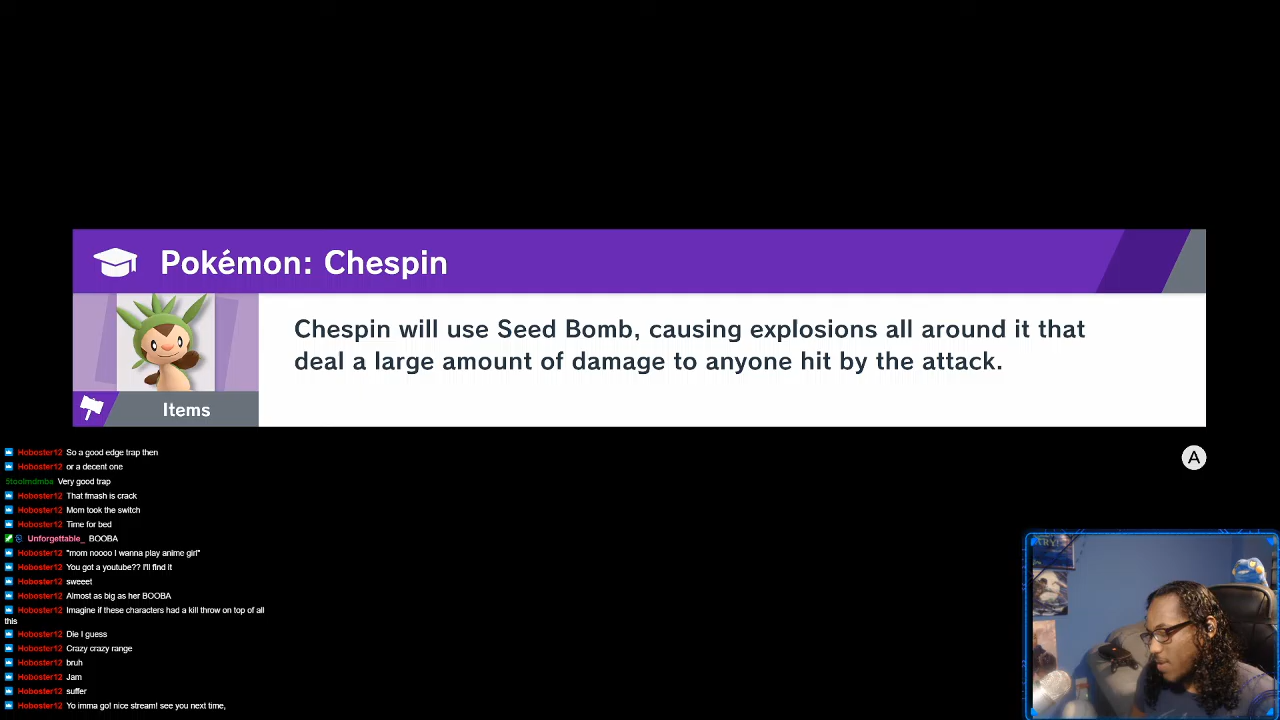 Pokémon: Chespin
Chespin will use Seed Bomb, causing explosions all around it that
deal a large amount of damage to anyone hit by the attack.
Items
A
Hoboster12 So a good edge trap then
Hoboster12 or a decent one
5toolmdmba Very good trap
Hoboster12 That fmash is crack
Hoboster12 Mom took the switch
Hoboster12 Time for bed
Unforgettable_ BOOBA
Hoboster12 "mom noooo I wanna play anime girl"
Hoboster12 You got a youtube?? I'll find it
Hoboster12 sweeet
Hoboster12 Almost as big as her BOOBA
Hoboster12 Imagine if these characters had a kill throw on top of all
this
Hoboster12 Die I guess
Hoboster12 Crazy crazy range
Hoboster12 bruh
Hoboster12 Jam
Hoboster12 suffer
Hoboster12 Yo imma go! nice stream! see you next time,